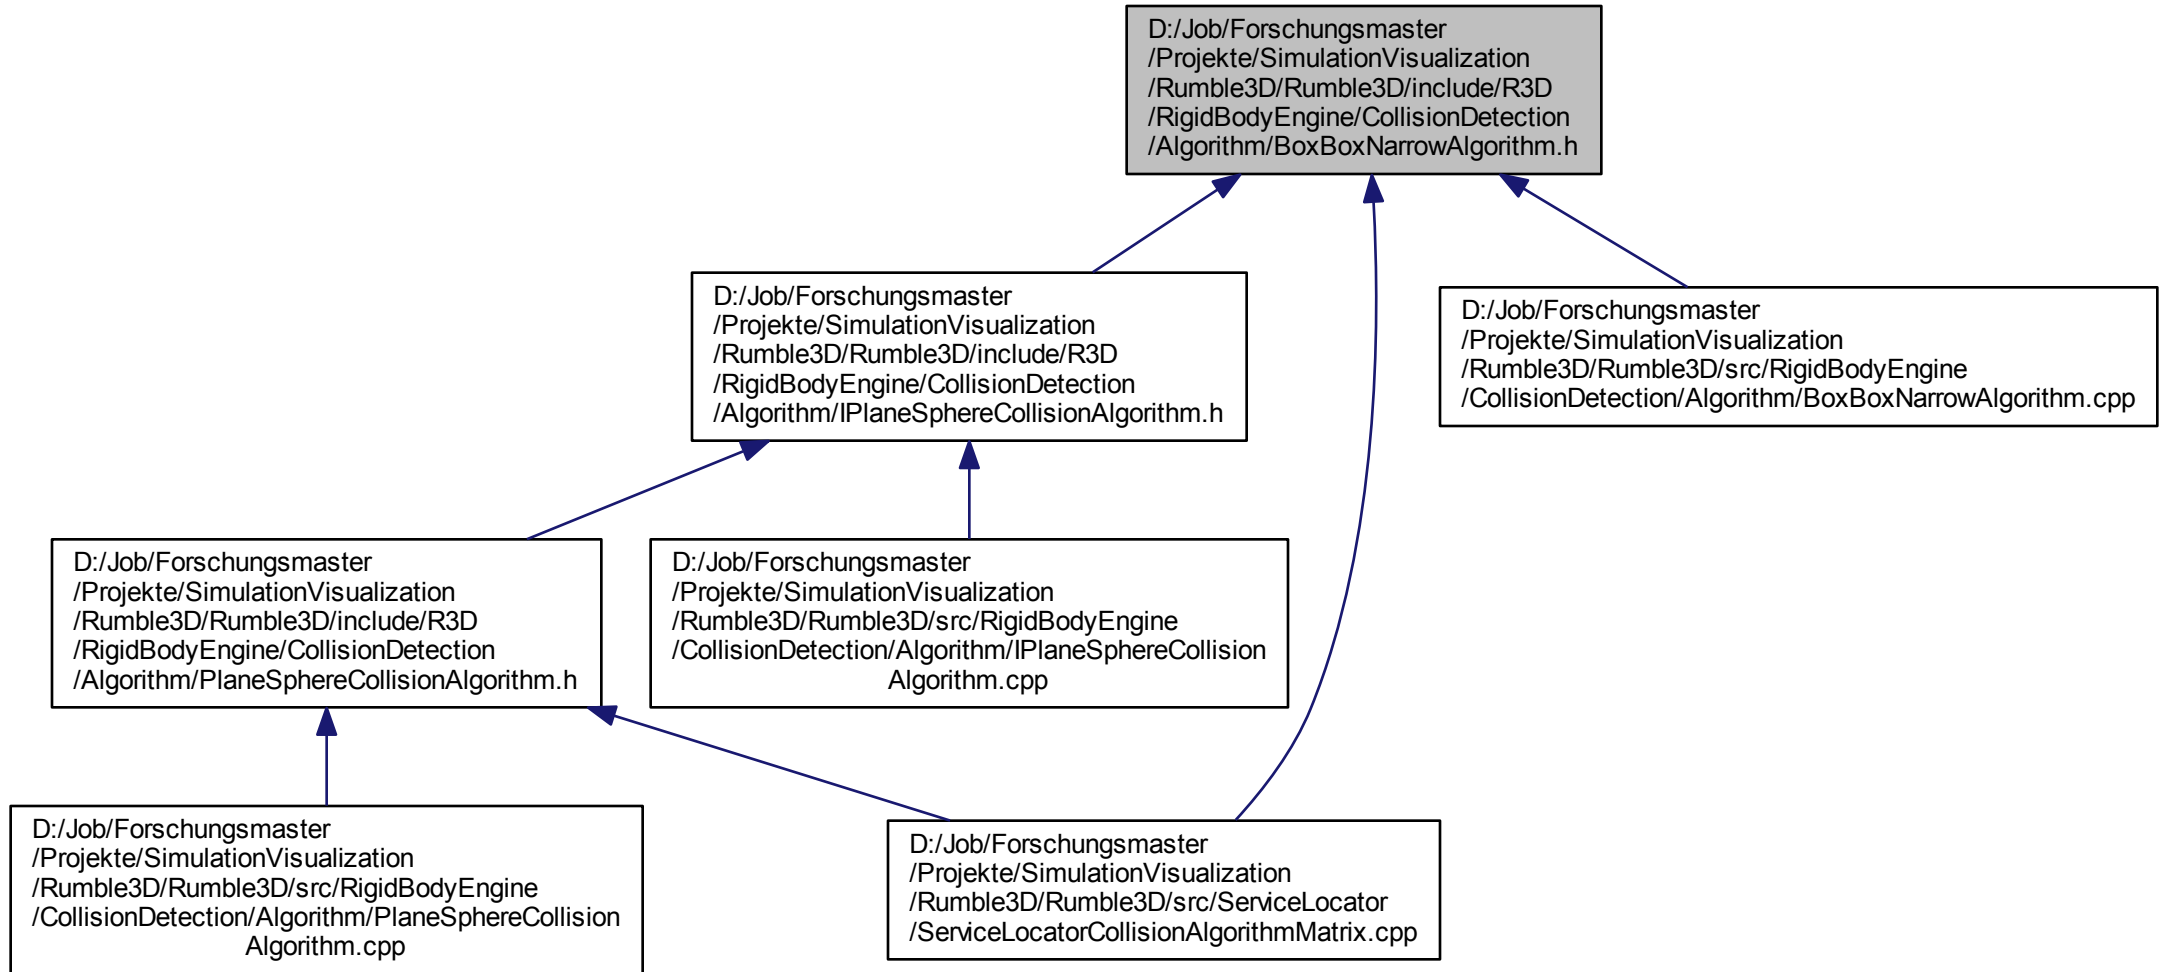 D:/Job/Forschungsmaster
/Projekte/SimulationVisualization
/Rumble3D/Rumble3D/include/R3D
/RigidBodyEngine/CollisionDetection
/Algorithm/BoxBoxNarrowAlgorithm.h
D:/Job/Forschungsmaster
/Projekte/SimulationVisualization
/Rumble3D/Rumble3D/include/R3D
/RigidBodyEngine/CollisionDetection
/Algorithm/IPlaneSphereCollisionAlgorithm.h
D:/Job/Forschungsmaster
/Projekte/SimulationVisualization
/Rumble3D/Rumble3D/src/RigidBodyEngine
/CollisionDetection/Algorithm/BoxBoxNarrowAlgorithm.cpp
D:/Job/Forschungsmaster
/Projekte/SimulationVisualization
/Rumble3D/Rumble3D/include/R3D
/RigidBodyEngine/CollisionDetection
/Algorithm/PlaneSphereCollisionAlgorithm.h
D:/Job/Forschungsmaster
/Projekte/SimulationVisualization
/Rumble3D/Rumble3D/src/RigidBodyEngine
/CollisionDetection/Algorithm/IPlaneSphereCollision
Algorithm.cpp
D:/Job/Forschungsmaster
/Projekte/SimulationVisualization
/Rumble3D/Rumble3D/src/RigidBodyEngine
/CollisionDetection/Algorithm/PlaneSphereCollision
Algorithm.cpp
D:/Job/Forschungsmaster
/Projekte/SimulationVisualization
/Rumble3D/Rumble3D/src/ServiceLocator
/ServiceLocatorCollisionAlgorithmMatrix.cpp